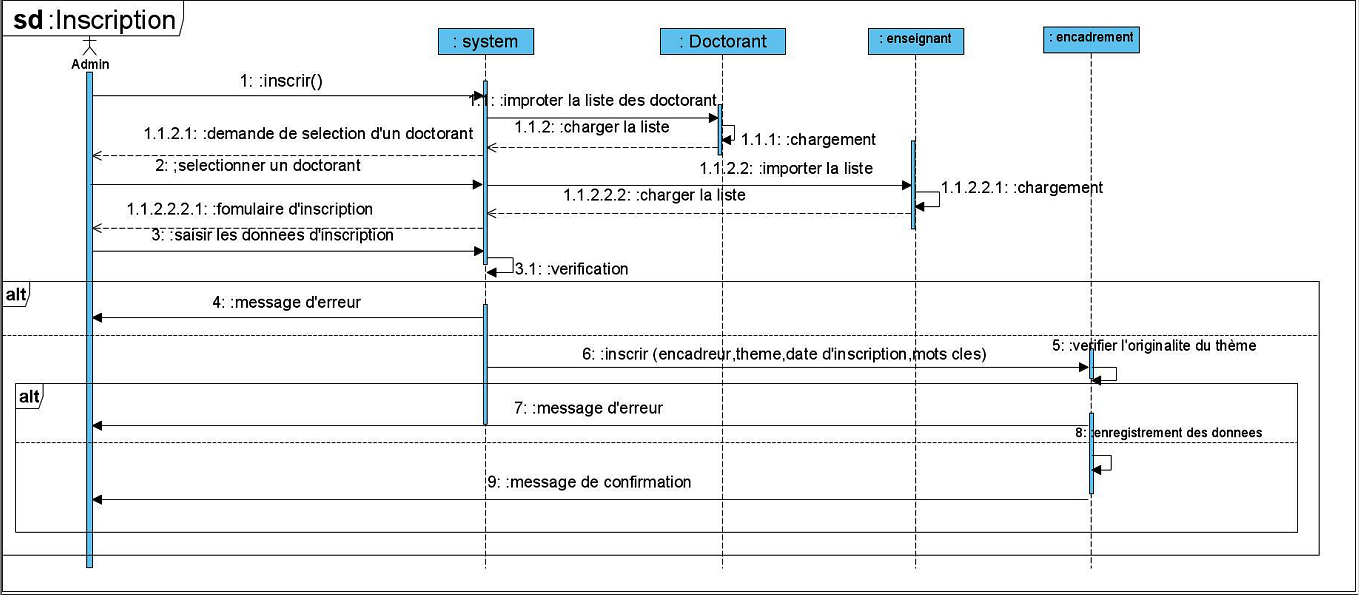 sd :Inscription
Admin
: system
: Doctorant
: enseignant
: encadrement
1: :inscrir()
1.1: :improter la liste des doctorant
1.1.2: :charger la liste
1.1.1: :chargement
1.1.2.1: :demande de selection d'un doctorant
2: ;selectionner un doctorant
1.1.2.2: :importer la liste
1.1.2.2.1: :chargement
1.1.2.2.2: :charger la liste
1.1.2.2.2.1: :fomulaire d'inscription
3: :saisir les donnees d'inscription
3.1: :verification
alt
4: :message d'erreur
5: :verifier l'originalite du thème
6: :inscrir (encadreur,theme,date d'inscription,mots cles)
alt
7: :message d'erreur
8: :enregistrement des donnees
9: :message de confirmation